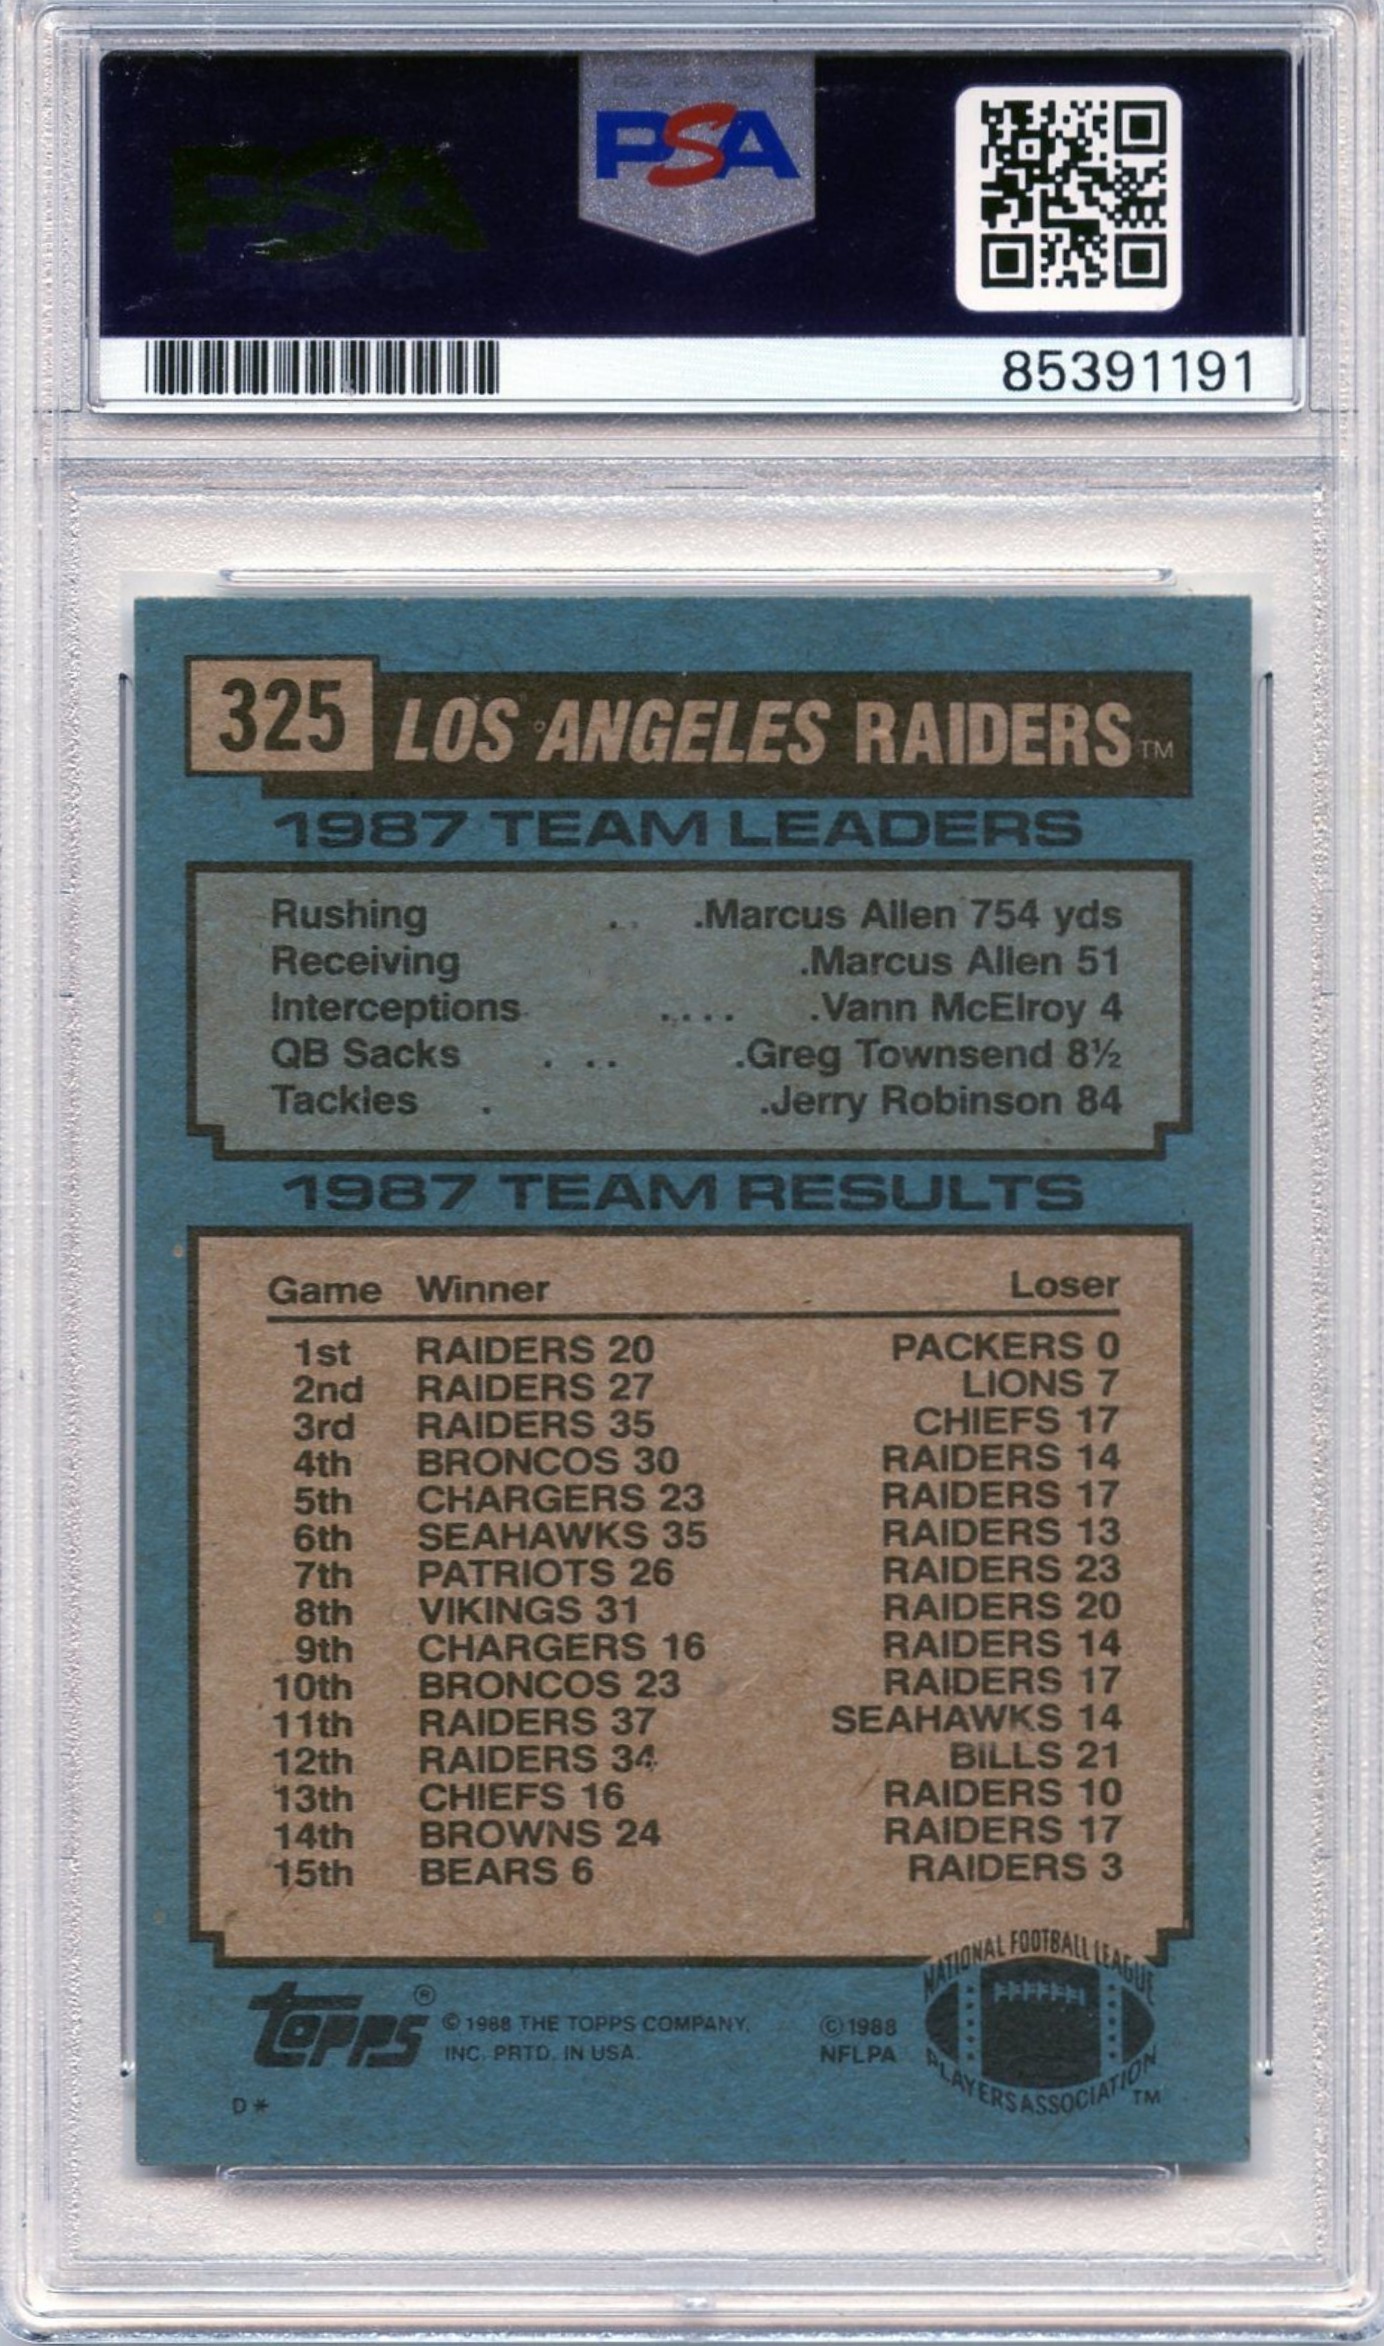 PSA
PSA
85391191
325 LOS ANGELES RAIDERS™
1987 TEAM LEADERS
Rushing .. .Marcus Allen 754 yds
Receiving .Marcus Allen 51
Interceptions .... .Vann McElroy 4
QB Sacks . .. .Greg Townsend 8½
Tackles . .Jerry Robinson 84
1987 TEAM RESULTS
Game Winner Loser
1st RAIDERS 20 PACKERS 0
2nd RAIDERS 27 LIONS 7
3rd RAIDERS 35 CHIEFS 17
4th BRONCOS 30 RAIDERS 14
5th CHARGERS 23 RAIDERS 17
6th SEAHAWKS 35 RAIDERS 13
7th PATRIOTS 26 RAIDERS 23
8th VIKINGS 31 RAIDERS 20
9th CHARGERS 16 RAIDERS 14
10th BRONCOS 23 RAIDERS 17
11th RAIDERS 37 SEAHAWKS 14
12th RAIDERS 34 BILLS 21
13th CHIEFS 16 RAIDERS 10
14th BROWNS 24 RAIDERS 17
15th BEARS 6 RAIDERS 3
NATIONAL FOOTBALL LEAGUE
PLAYERS ASSOCIATION™
topps® © 1988 THE TOPPS COMPANY,
INC. PRTD. IN USA.
© 1988
NFLPA
D*
PSA